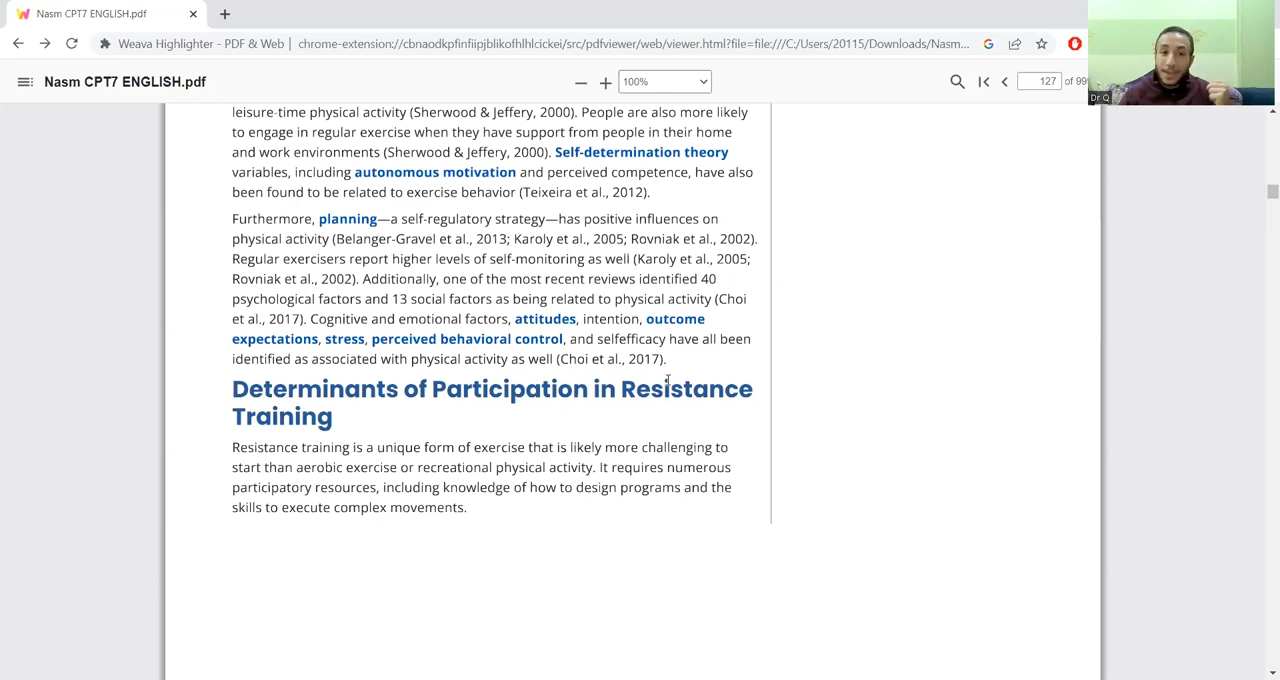 Nasm CPT7 ENGLISH.pdf
Weava Highlighter - PDF & Web | chrome-extension://cbnaodkpfinfiipjblikofhlhlcickei/src/pdfviewer/web/viewer.html?file=file:///C:/Users/20115/Downloads/Nasm...
Nasm CPT7 ENGLISH.pdf
100%
127 of 99
Dr Q
leisure-time physical activity (Sherwood & Jeffery, 2000). People are also more likely
to engage in regular exercise when they have support from people in their home
and work environments (Sherwood & Jeffery, 2000). Self-determination theory
variables, including autonomous motivation and perceived competence, have also
been found to be related to exercise behavior (Teixeira et al., 2012).
Furthermore, planning—a self-regulatory strategy—has positive influences on
physical activity (Belanger-Gravel et al., 2013; Karoly et al., 2005; Rovniak et al., 2002).
Regular exercisers report higher levels of self-monitoring as well (Karoly et al., 2005;
Rovniak et al., 2002). Additionally, one of the most recent reviews identified 40
psychological factors and 13 social factors as being related to physical activity (Choi
et al., 2017). Cognitive and emotional factors, attitudes, intention, outcome
expectations, stress, perceived behavioral control, and selfefficacy have all been
identified as associated with physical activity as well (Choi et al., 2017).
Determinants of Participation in Resistance
Training
Resistance training is a unique form of exercise that is likely more challenging to
start than aerobic exercise or recreational physical activity. It requires numerous
participatory resources, including knowledge of how to design programs and the
skills to execute complex movements.